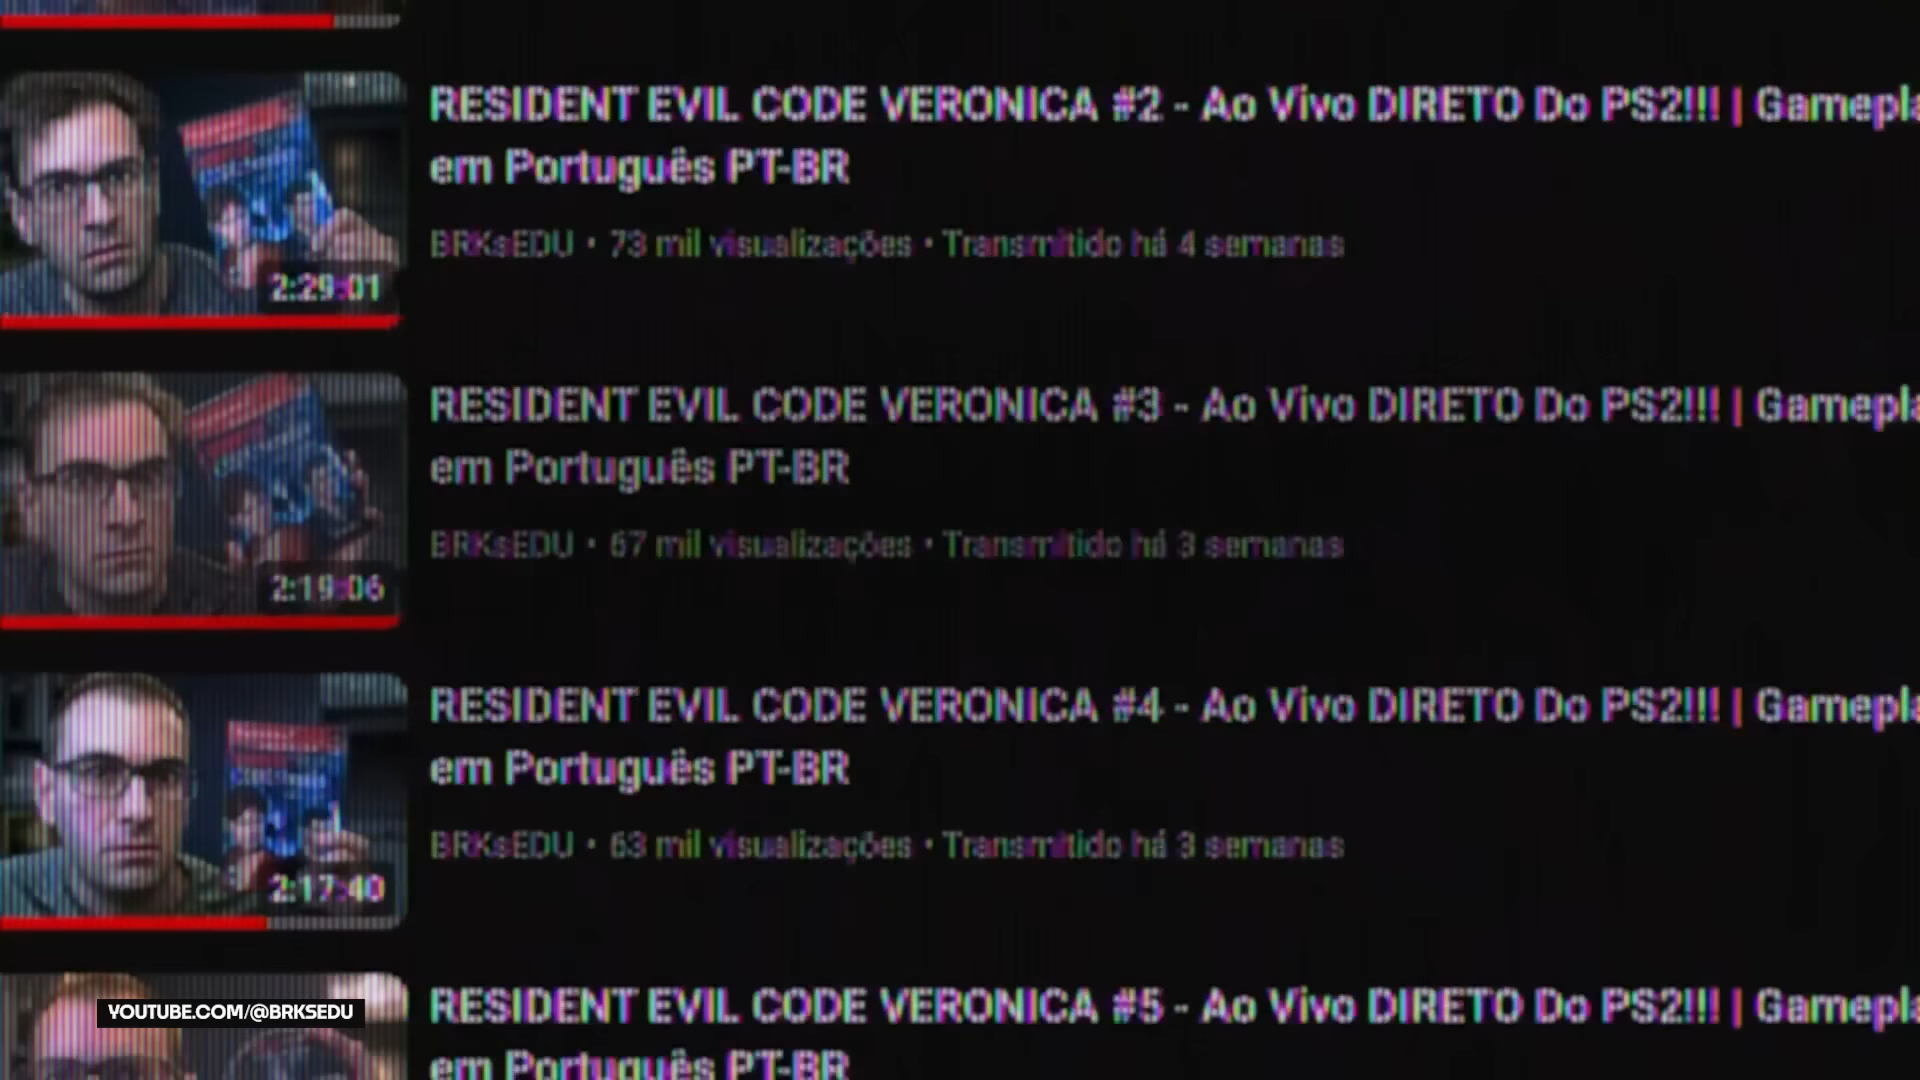 RESIDENT EVIL CODE VERONICA #2 - Ao Vivo DIRETO Do PS2!!! | Gamepla
em Português PT-BR
BRKsEDU • 73 mil visualizações • Transmitido há 4 semanas
2:29:01
RESIDENT EVIL CODE VERONICA #3 - Ao Vivo DIRETO Do PS2!!! | Gamepla
em Português PT-BR
BRKsEDU • 67 mil visualizações • Transmitido há 3 semanas
2:19:06
RESIDENT EVIL CODE VERONICA #4 - Ao Vivo DIRETO Do PS2!!! | Gamepla
em Português PT-BR
BRKsEDU • 63 mil visualizações • Transmitido há 3 semanas
2:17:40
RESIDENT EVIL CODE VERONICA #5 - Ao Vivo DIRETO Do PS2!!! | Gamepla
em Português PT-BR
YOUTUBE.COM/@BRKSEDU